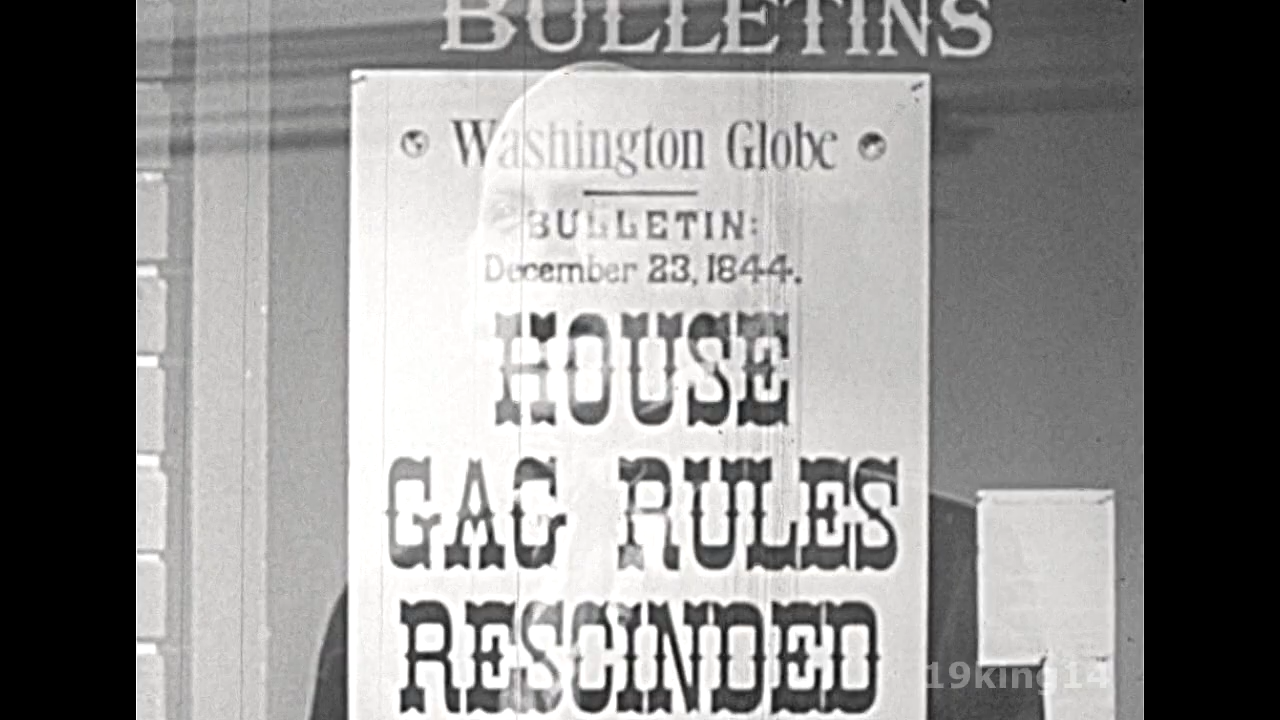 BULLETINS
Washington Globe
BULLETIN:
December 23, 1844.
HOUSE
GAG RULES
RESCINDED
19king14